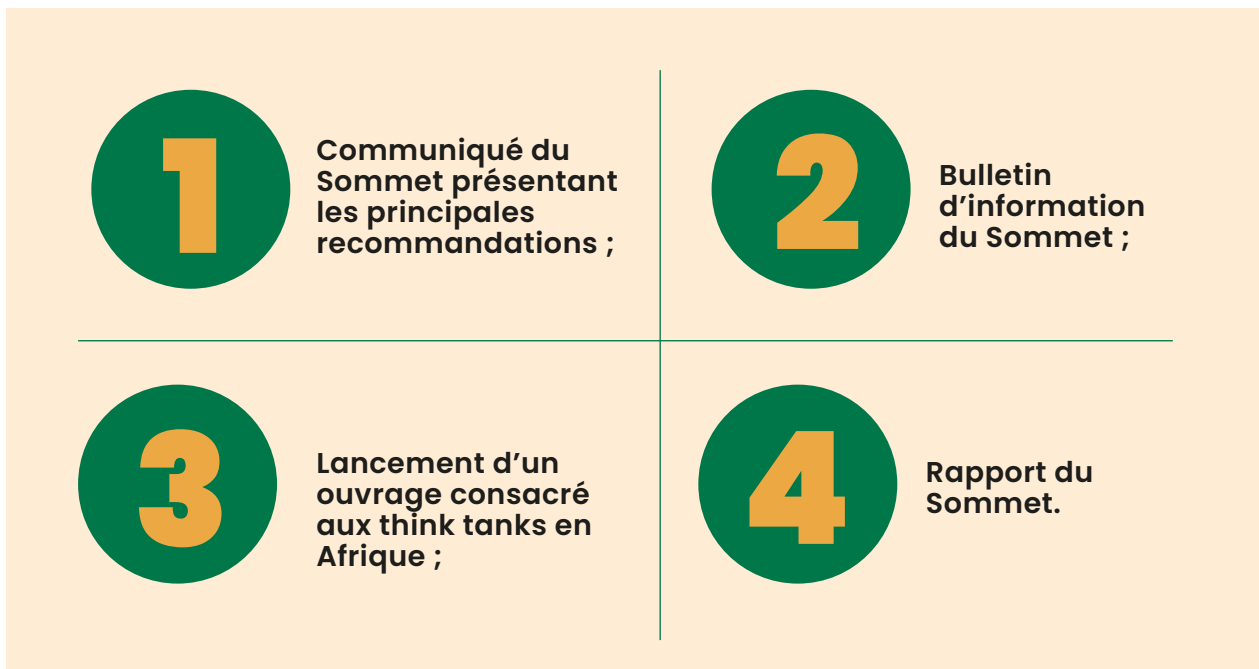 1
Communiqué du
Sommet présentant
les principales
recommandations ;
2
Bulletin
d’information
du Sommet ;
3
Lancement d’un
ouvrage consacré
aux think tanks en
Afrique ;
4
Rapport du
Sommet.